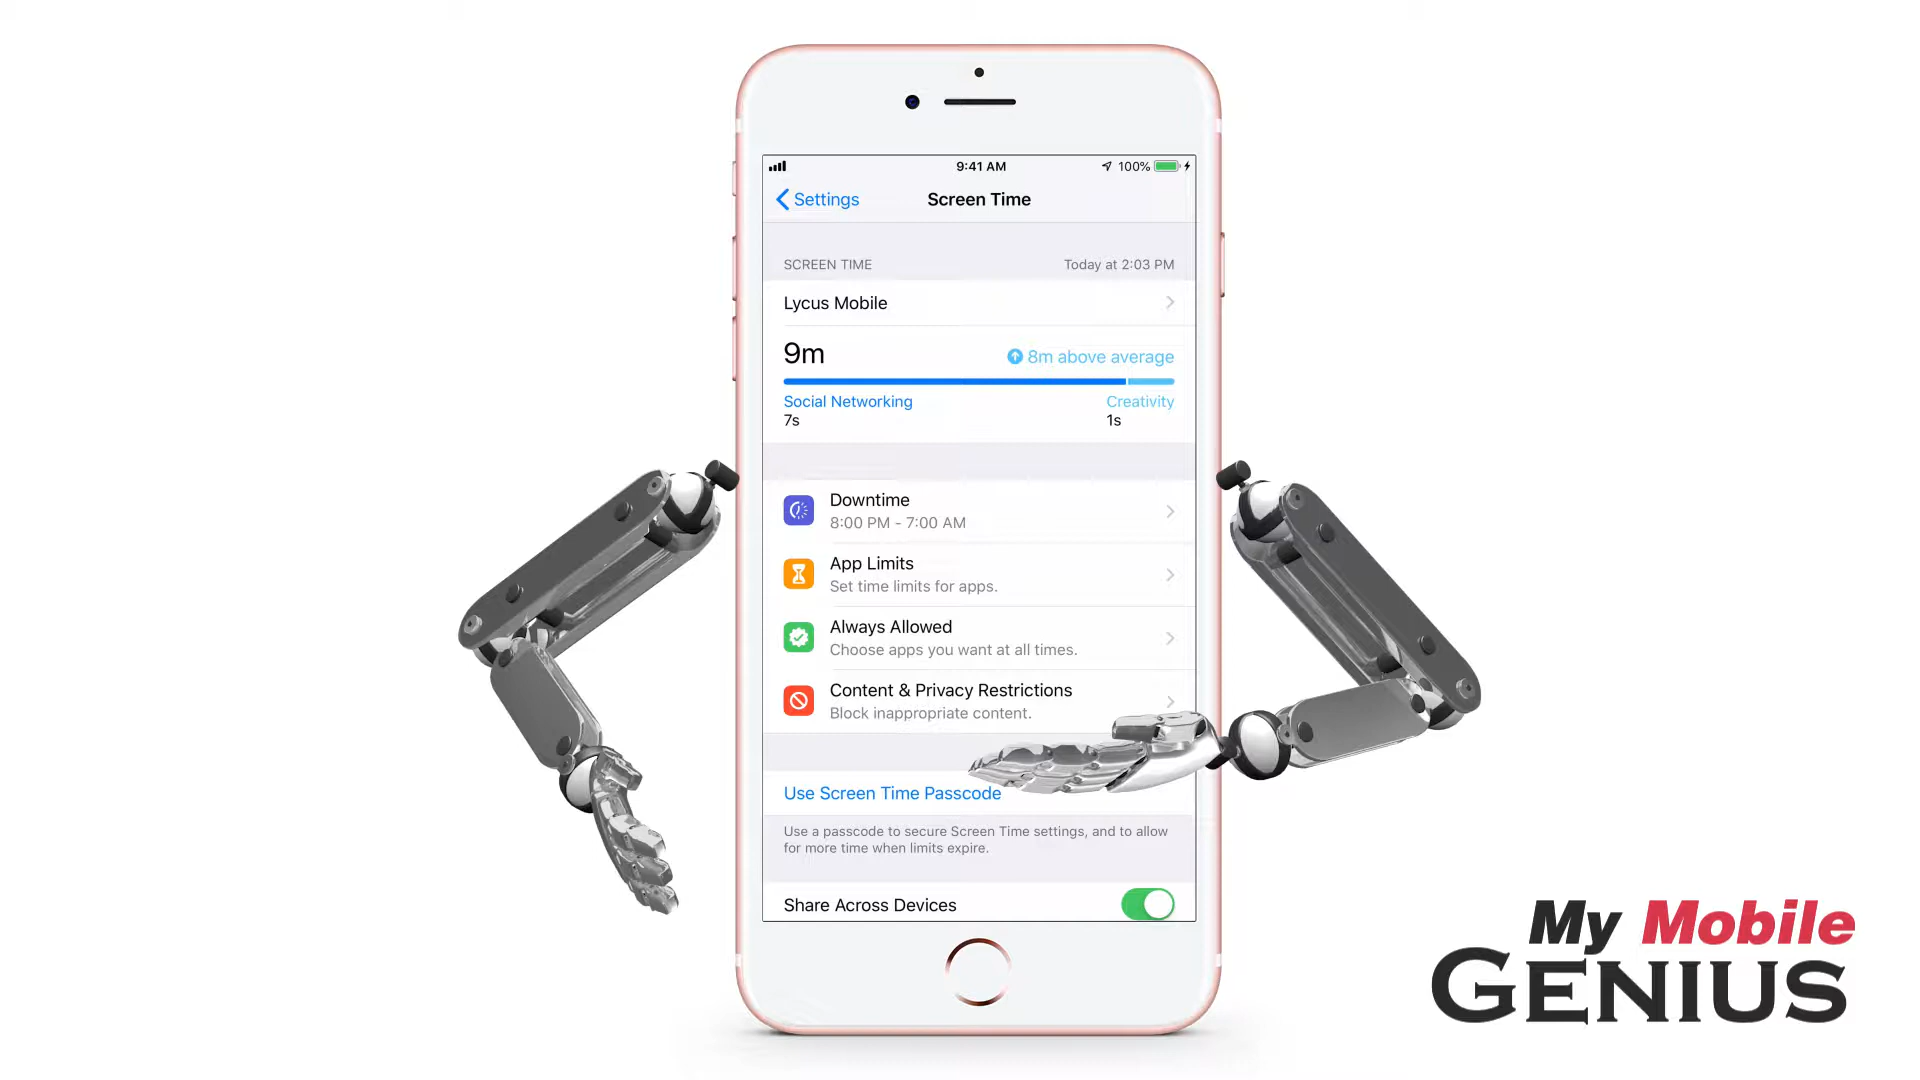 9:41 AM
100%
Settings
Screen Time
SCREEN TIME
Today at 2:03 PM
Lycus Mobile
9m
8m above average
Social Networking
Creativity
7s
1s
Downtime
8:00 PM - 7:00 AM
App Limits
Set time limits for apps.
Always Allowed
Choose apps you want at all times.
Content & Privacy Restrictions
Block inappropriate content.
Use Screen Time Passcode
Use a passcode to secure Screen Time settings, and to allow
for more time when limits expire.
Share Across Devices
My Mobile
GENIUS